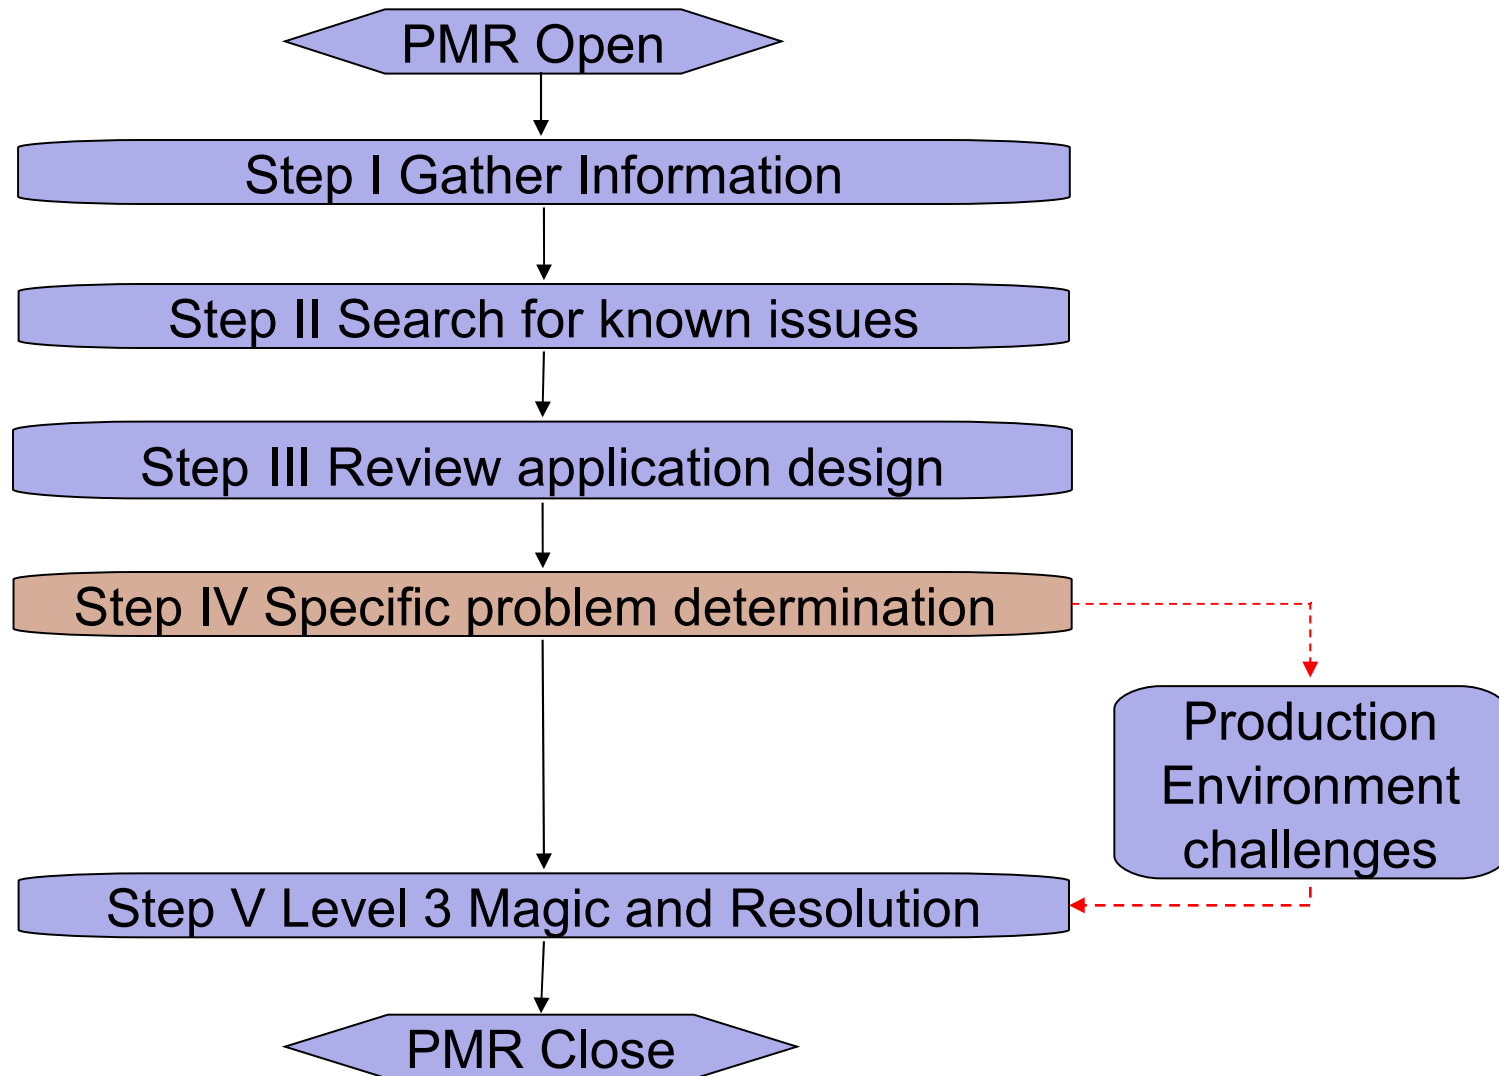 PMR Open
Step I Gather Information
Step II Search for known issues
Step III Review application design
Step IV Specific problem determination
Production
Environment
challenges
Step V Level 3 Magic and Resolution
PMR Close